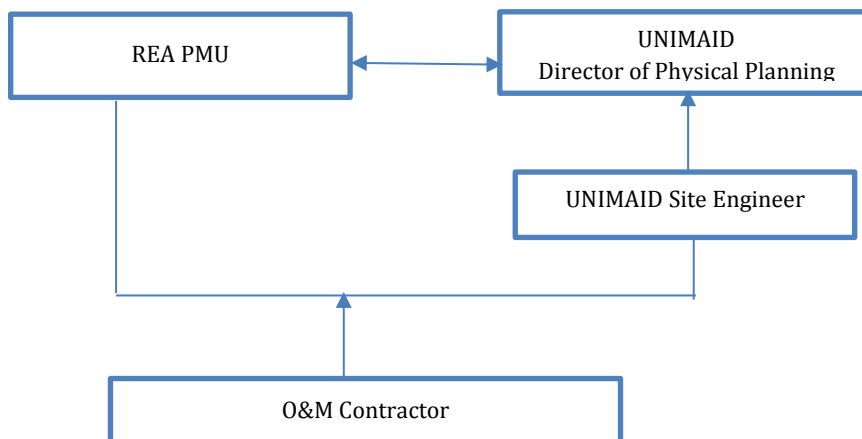 REA PMU
UNIMAID
Director of Physical Planning
UNIMAID Site Engineer
O&M Contractor